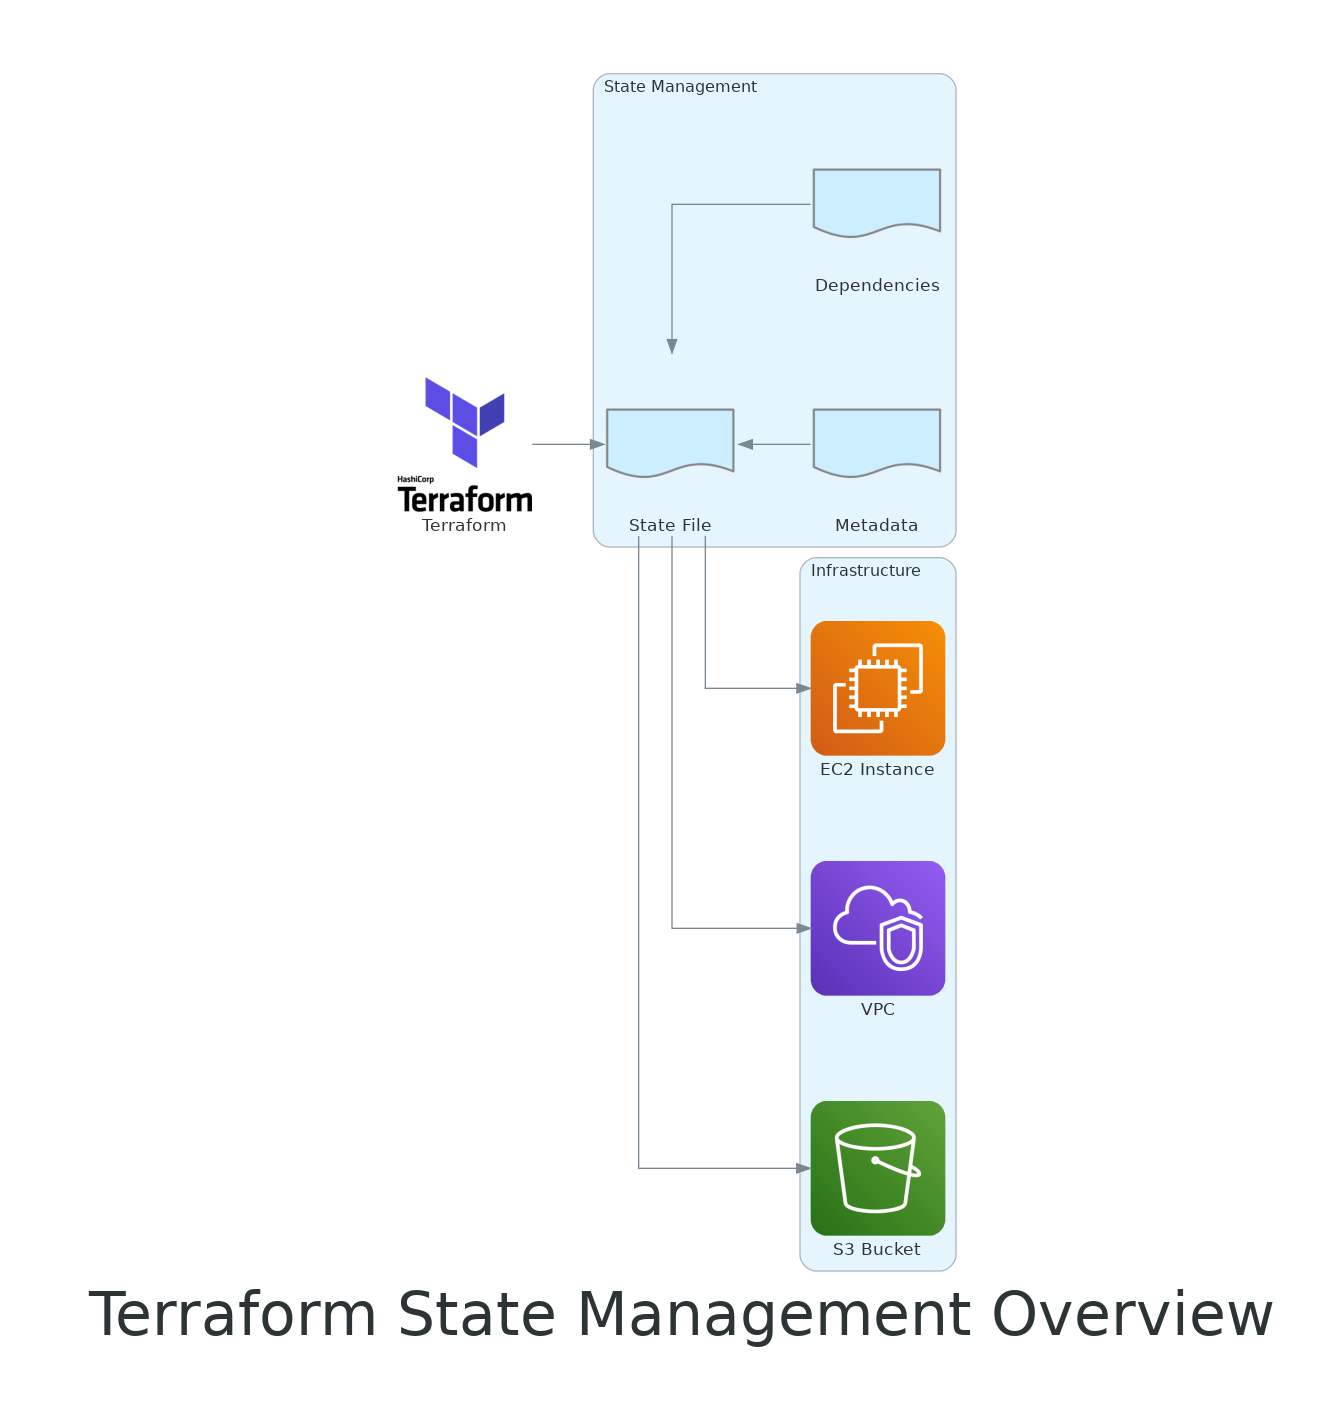 State Management
Dependencies
HashiCorp
Terraform
Terraform
State File
Metadata
Infrastructure
EC2 Instance
VPC
S3 Bucket
Terraform State Management Overview